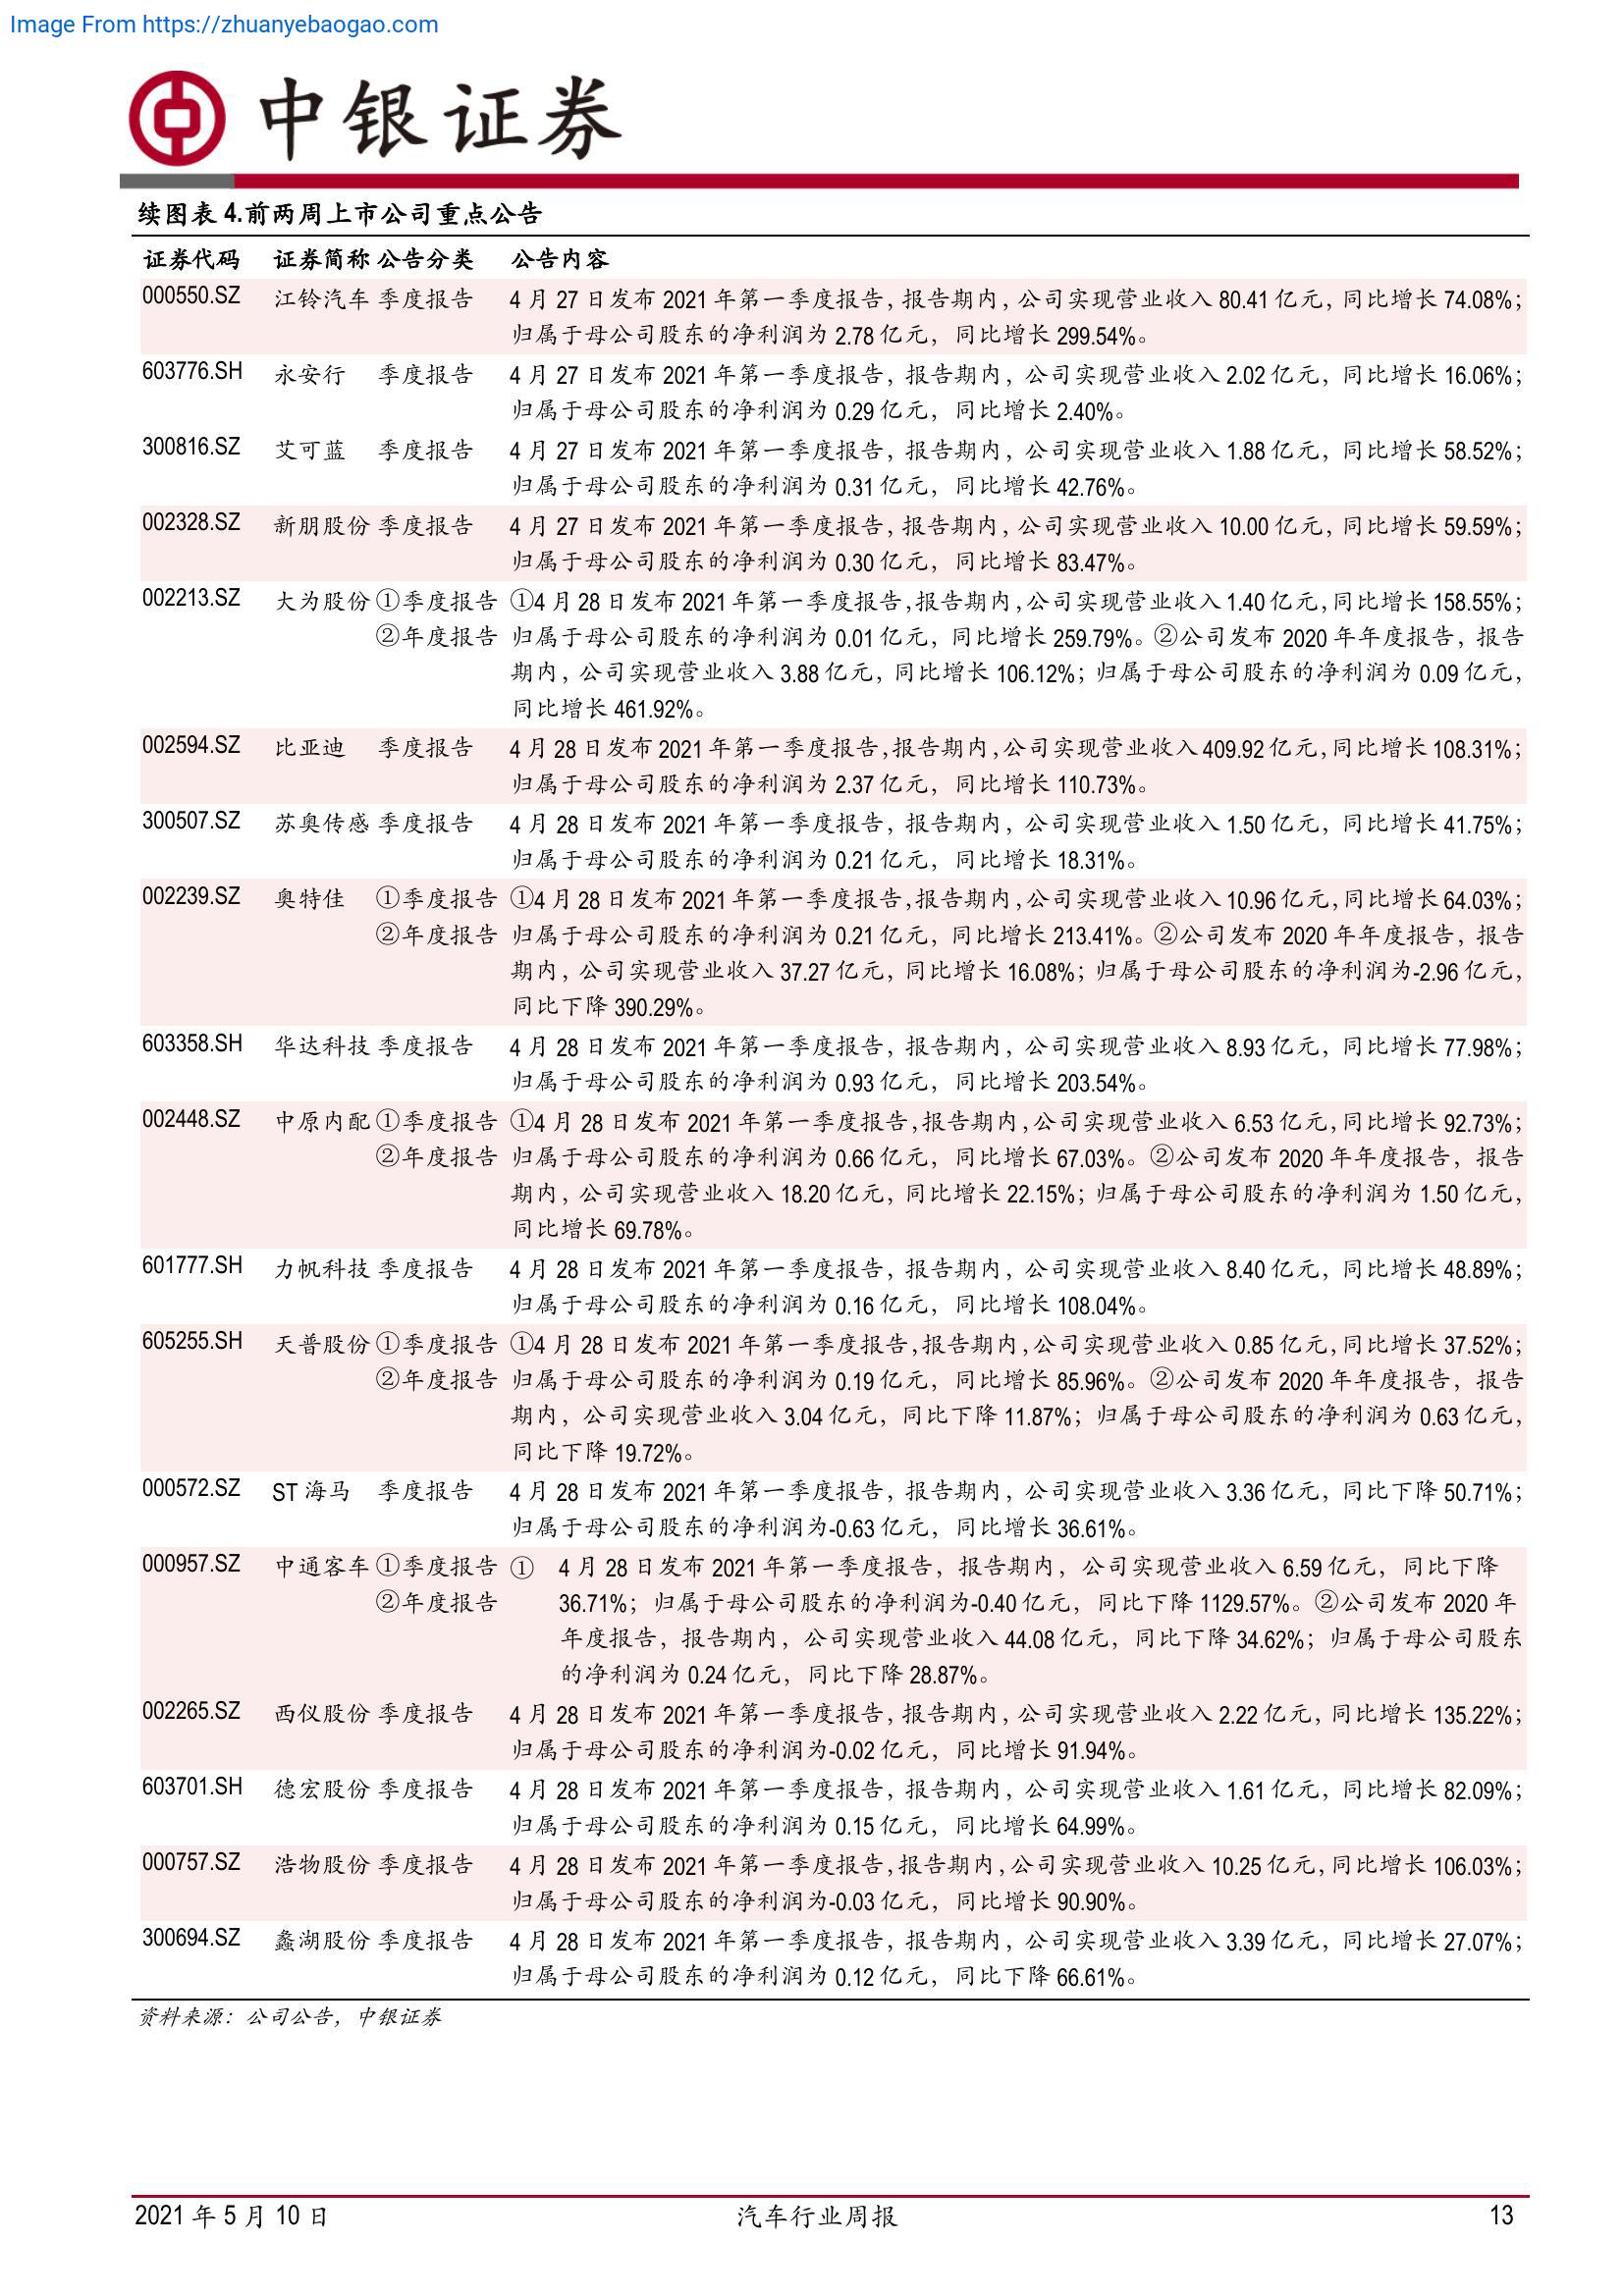 Image From https://zhuanyebaogao.com
中银证券
续图表 4.前两周上市公司重点公告
证券代码 证券简称 公告分类 公告内容
000550.SZ 江铃汽车 季度报告 4 月 27 日发布 2021 年第一季度报告，报告期内，公司实现营业收入 80.41 亿元，同比增长 74.08%；
归属于母公司股东的净利润为 2.78 亿元，同比增长 299.54%。
603776.SH 永安行 季度报告 4 月 27 日发布 2021 年第一季度报告，报告期内，公司实现营业收入 2.02 亿元，同比增长 16.06%；
归属于母公司股东的净利润为 0.29 亿元，同比增长 2.40%。
300816.SZ 艾可蓝 季度报告 4 月 27 日发布 2021 年第一季度报告，报告期内，公司实现营业收入 1.88 亿元，同比增长 58.52%；
归属于母公司股东的净利润为 0.31 亿元，同比增长 42.76%。
002328.SZ 新朋股份 季度报告 4 月 27 日发布 2021 年第一季度报告，报告期内，公司实现营业收入 10.00 亿元，同比增长 59.59%；
归属于母公司股东的净利润为 0.30 亿元，同比增长 83.47%。
002213.SZ 大为股份 ①季度报告 ①4 月 28 日发布 2021 年第一季度报告，报告期内，公司实现营业收入 1.40 亿元，同比增长 158.55%；
②年度报告 归属于母公司股东的净利润为 0.01 亿元，同比增长 259.79%。②公司发布 2020 年年度报告，报告
期内，公司实现营业收入 3.88 亿元，同比增长 106.12%；归属于母公司股东的净利润为 0.09 亿元，
同比增长 461.92%。
002594.SZ 比亚迪 季度报告 4 月 28 日发布 2021 年第一季度报告，报告期内，公司实现营业收入 409.92 亿元，同比增长 108.31%；
归属于母公司股东的净利润为 2.37 亿元，同比增长 110.73%。
300507.SZ 苏奥传感 季度报告 4 月 28 日发布 2021 年第一季度报告，报告期内，公司实现营业收入 1.50 亿元，同比增长 41.75%；
归属于母公司股东的净利润为 0.21 亿元，同比增长 18.31%。
002239.SZ 奥特佳 ①季度报告 ①4 月 28 日发布 2021 年第一季度报告，报告期内，公司实现营业收入 10.96 亿元，同比增长 64.03%；
②年度报告 归属于母公司股东的净利润为 0.21 亿元，同比增长 213.41%。②公司发布 2020 年年度报告，报告
期内，公司实现营业收入 37.27 亿元，同比增长 16.08%；归属于母公司股东的净利润为-2.96 亿元，
同比下降 390.29%。
603358.SH 华达科技 季度报告 4 月 28 日发布 2021 年第一季度报告，报告期内，公司实现营业收入 8.93 亿元，同比增长 77.98%；
归属于母公司股东的净利润为 0.93 亿元，同比增长 203.54%。
002448.SZ 中原内配 ①季度报告 ①4 月 28 日发布 2021 年第一季度报告，报告期内，公司实现营业收入 6.53 亿元，同比增长 92.73%；
②年度报告 归属于母公司股东的净利润为 0.66 亿元，同比增长 67.03%。②公司发布 2020 年年度报告，报告
期内，公司实现营业收入 18.20 亿元，同比增长 22.15%；归属于母公司股东的净利润为 1.50 亿元，
同比增长 69.78%。
601777.SH 力帆科技 季度报告 4 月 28 日发布 2021 年第一季度报告，报告期内，公司实现营业收入 8.40 亿元，同比增长 48.89%；
归属于母公司股东的净利润为 0.16 亿元，同比增长 108.04%。
605255.SH 天普股份 ①季度报告 ①4 月 28 日发布 2021 年第一季度报告，报告期内，公司实现营业收入 0.85 亿元，同比增长 37.52%；
②年度报告 归属于母公司股东的净利润为 0.19 亿元，同比增长 85.96%。②公司发布 2020 年年度报告，报告
期内，公司实现营业收入 3.04 亿元，同比下降 11.87%；归属于母公司股东的净利润为 0.63 亿元，
同比下降 19.72%。
000572.SZ ST 海马 季度报告 4 月 28 日发布 2021 年第一季度报告，报告期内，公司实现营业收入 3.36 亿元，同比下降 50.71%；
归属于母公司股东的净利润为-0.63 亿元，同比增长 36.61%。
000957.SZ 中通客车 ①季度报告 ① 4 月 28 日发布 2021 年第一季度报告，报告期内，公司实现营业收入 6.59 亿元，同比下降
②年度报告 36.71%；归属于母公司股东的净利润为-0.40 亿元，同比下降 1129.57%。②公司发布 2020 年
年度报告，报告期内，公司实现营业收入 44.08 亿元，同比下降 34.62%；归属于母公司股东
的净利润为 0.24 亿元，同比下降 28.87%。
002265.SZ 西仪股份 季度报告 4 月 28 日发布 2021 年第一季度报告，报告期内，公司实现营业收入 2.22 亿元，同比增长 135.22%；
归属于母公司股东的净利润为-0.02 亿元，同比增长 91.94%。
603701.SH 德宏股份 季度报告 4 月 28 日发布 2021 年第一季度报告，报告期内，公司实现营业收入 1.61 亿元，同比增长 82.09%；
归属于母公司股东的净利润为 0.15 亿元，同比增长 64.99%。
000757.SZ 浩物股份 季度报告 4 月 28 日发布 2021 年第一季度报告，报告期内，公司实现营业收入 10.25 亿元，同比增长 106.03%；
归属于母公司股东的净利润为-0.03 亿元，同比增长 90.90%。
300694.SZ 蠡湖股份 季度报告 4 月 28 日发布 2021 年第一季度报告，报告期内，公司实现营业收入 3.39 亿元，同比增长 27.07%；
归属于母公司股东的净利润为 0.12 亿元，同比下降 66.61%。
资料来源：公司公告，中银证券
2021 年 5 月 10 日 汽车行业周报 13